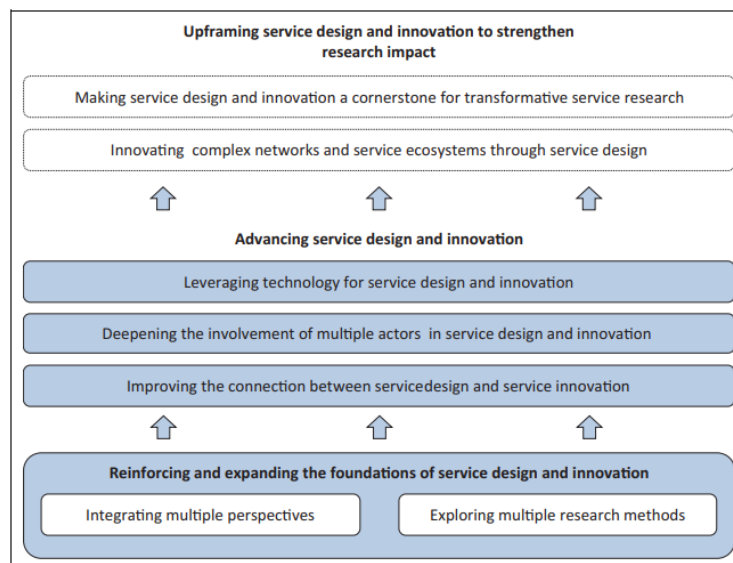 Upframing service design and innovation to strengthen
research impact
Making service design and innovation a cornerstone for transformative service research
Innovating complex networks and service ecosystems through service design
Advancing service design and innovation
Leveraging technology for service design and innovation
Deepening the involvement of multiple actors in service design and innovation
Improving the connection between servicedesign and service innovation
Reinforcing and expanding the foundations of service design and innovation
Integrating multiple perspectives
Exploring multiple research methods